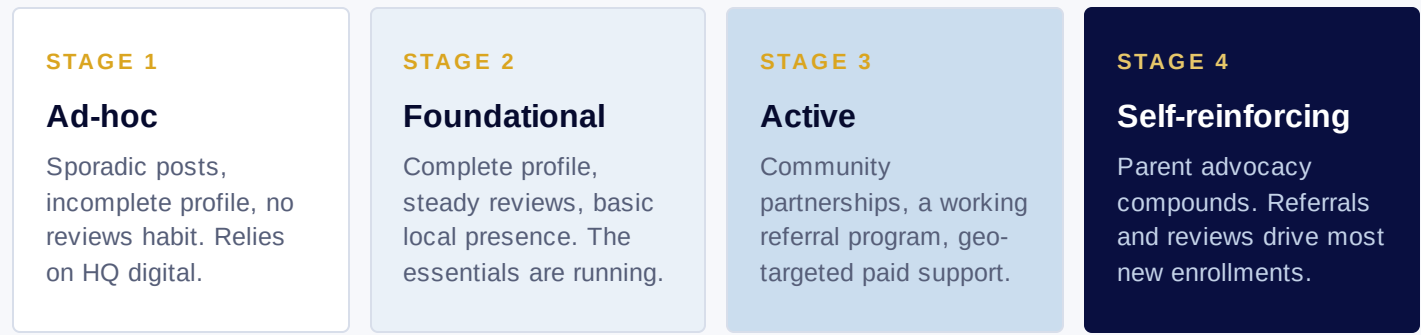 STAGE 1
Ad-hoc
Sporadic posts,
incomplete profile, no
reviews habit. Relies
on HQ digital.
STAGE 2
Foundational
Complete profile,
steady reviews, basic
local presence. The
essentials are running.
STAGE 3
Active
Community
partnerships, a working
referral program, geo-
targeted paid support.
STAGE 4
Self-reinforcing
Parent advocacy
compounds. Referrals
and reviews drive most
new enrollments.